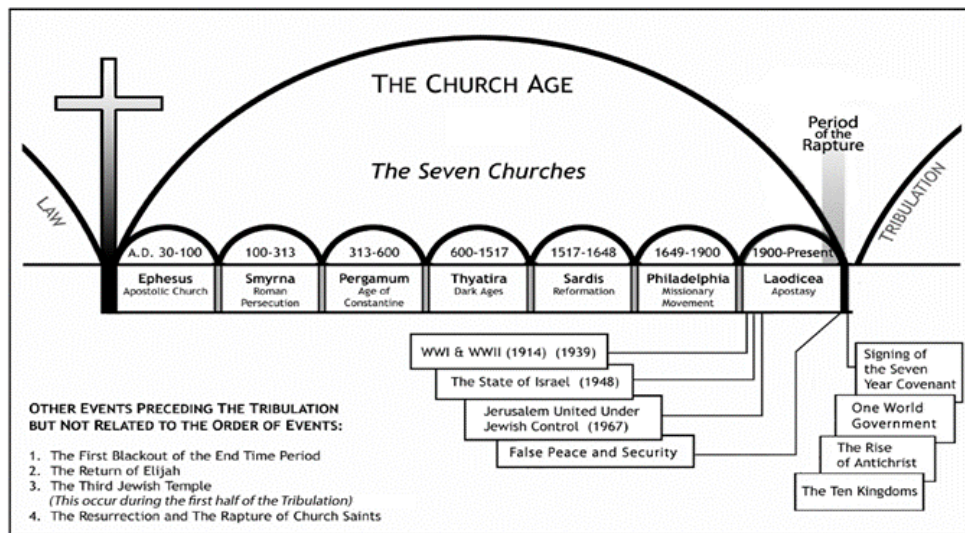 THE CHURCH AGE
The Seven Churches
Period
of the
Rapture
LAW
TRIBULATION
A.D. 30-100
100-313
313-600
600-1517
1517-1648
1649-1900
1900-Present
Ephesus
Apostolic Church
Smyrna
Roman
Persecution
Pergamum
Age of
Constantine
Thyatira
Dark Ages
Sardis
Reformation
Philadelphia
Missionary
Movement
Laodicea
Apostasy
WWI & WWII (1914) (1939)
The State of Israel (1948)
Jerusalem United Under
Jewish Control (1967)
False Peace and Security
Signing of
the Seven
Year Covenant
One World
Government
The Rise
of Antichrist
The Ten Kingdoms
OTHER EVENTS PRECEDING THE TRIBULATION
BUT NOT RELATED TO THE ORDER OF EVENTS:
1. The First Blackout of the End Time Period
2. The Return of Elijah
3. The Third Jewish Temple
(This occur during the first half of the Tribulation)
4. The Resurrection and The Rapture of Church Saints